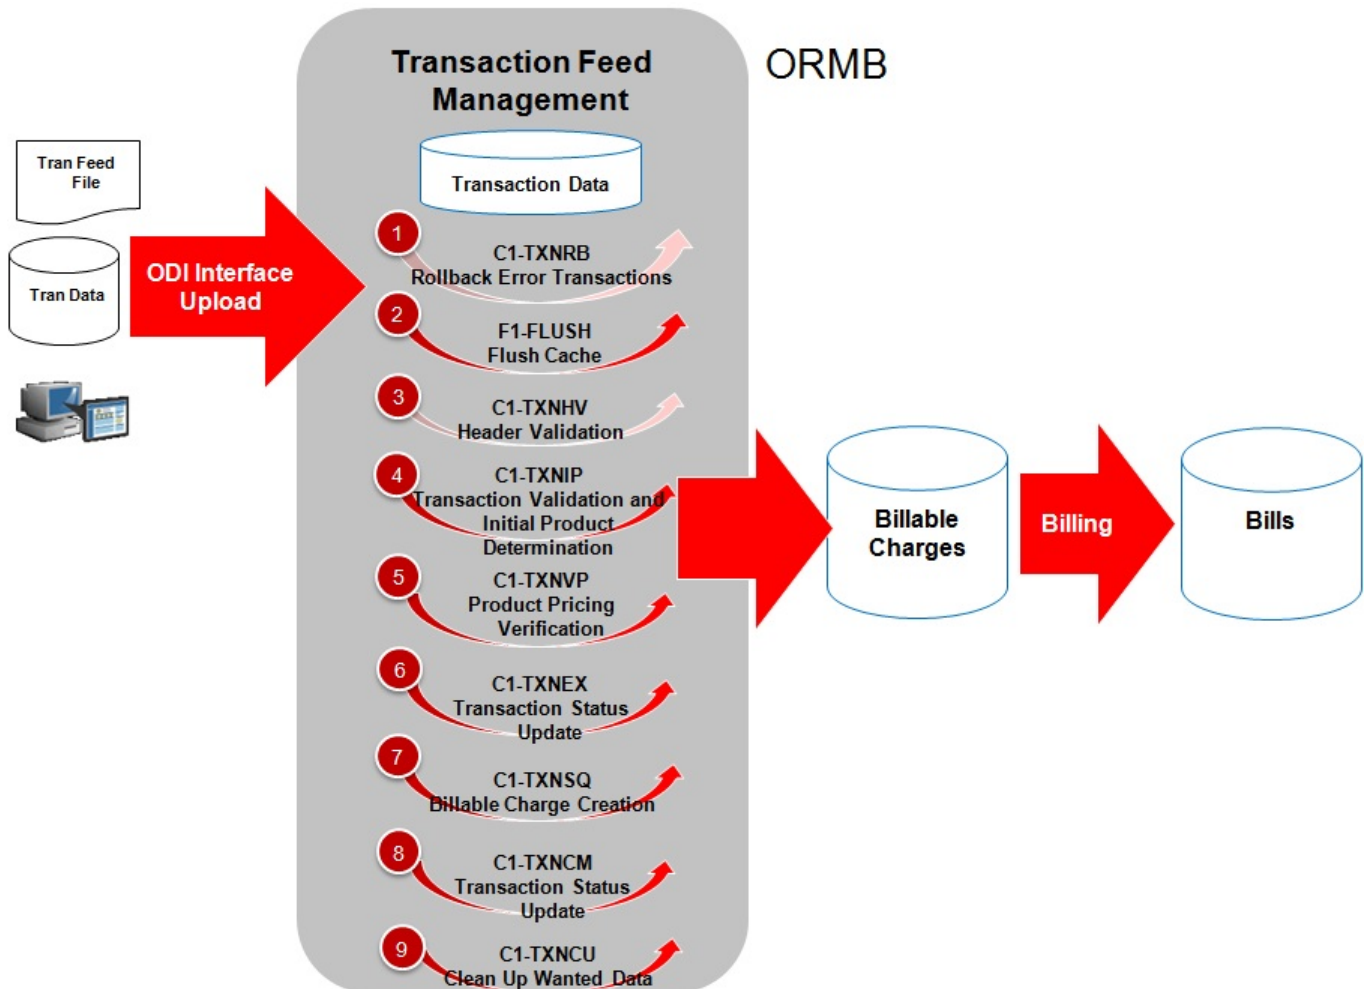 Transaction Feed
Management
ORMB
Tran Feed
File
Tran Data
ODI Interface
Upload
Transaction Data
1
C1-TXNRB
Rollback Error Transactions
2
F1-FLUSH
Flush Cache
3
C1-TXNHV
Header Validation
4
C1-TXNIP
Transaction Validation and
Initial Product
Determination
5
C1-TXNVP
Product Pricing
Verification
6
C1-TXNEX
Transaction Status
Update
7
C1-TXNSQ
Billable Charge Creation
8
C1-TXNCM
Transaction Status
Update
9
C1-TXNCU
Clean Up Wanted Data
Billable
Charges
Billing
Bills